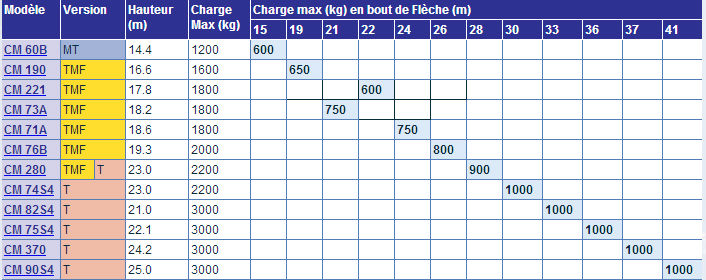 Modèle Version Hauteur (m) Charge Max (kg) Charge max (kg) en bout de Flèche (m)
15 19 21 22 24 26 28 30 33 36 37 41
CM 60B MT 14.4 1200 600
CM 190 TMF 16.6 1600 650
CM 221 TMF 17.8 1800 600
CM 73A TMF 18.2 1800 750
CM 71A TMF 18.6 1800 750
CM 76B TMF 19.3 2000 800
CM 280 TMF T 23.0 2200 900
CM 74S4 T 23.0 2200 1000
CM 82S4 T 21.0 3000 1000
CM 75S4 T 22.1 3000 1000
CM 370 T 24.2 3000 1000
CM 90S4 T 25.0 3000 1000